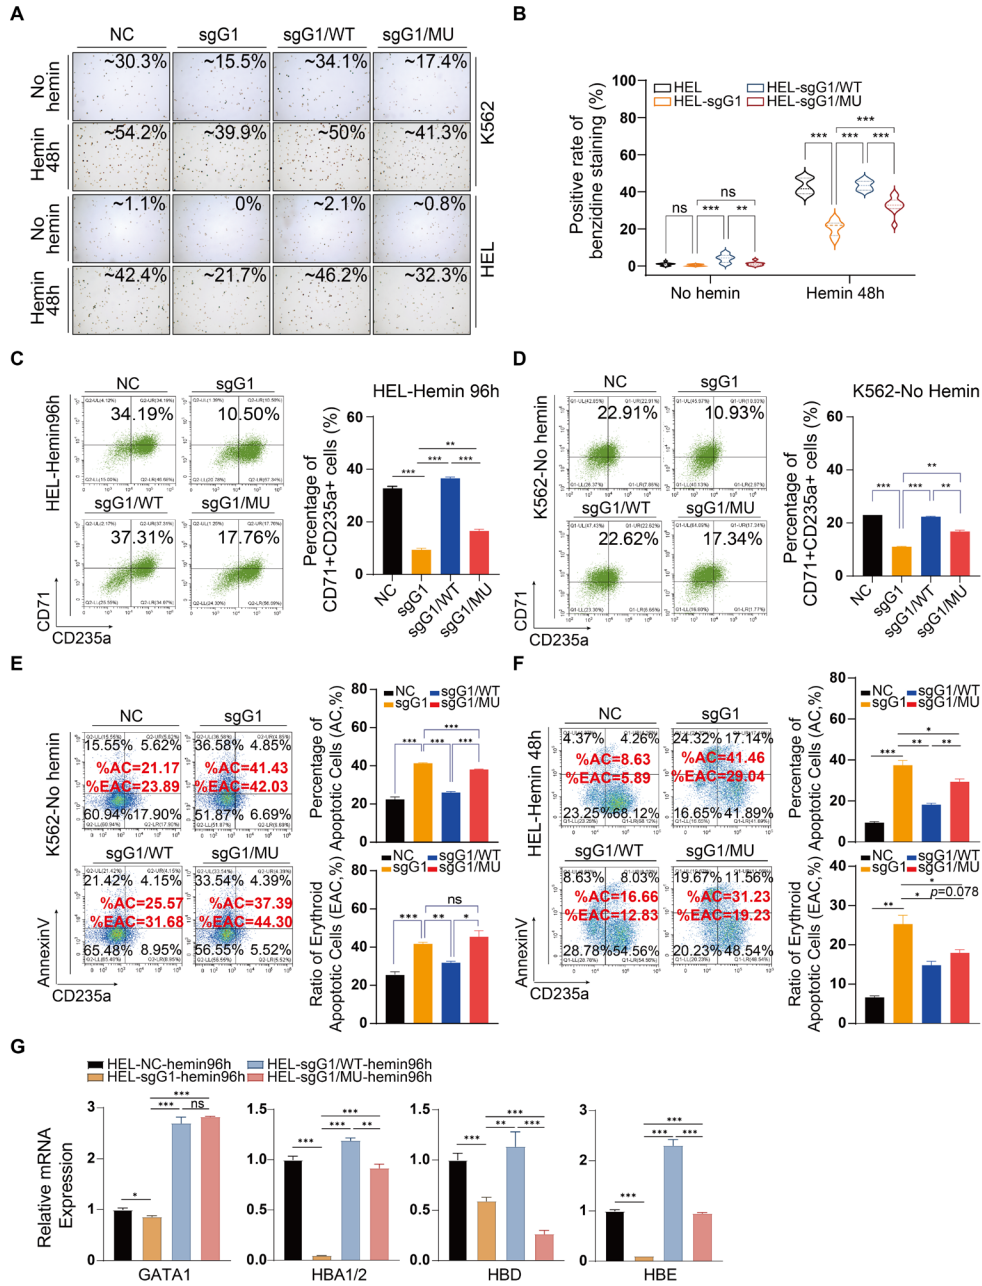 A
NC
sgG1
sgG1/WT
sgG1/MU
No hemin
~30.3%
~15.5%
~34.1%
~17.4%
Hemin 48h
~54.2%
~39.9%
~50%
~41.3%
K562
No hemin
~1.1%
0%
~2.1%
~0.8%
Hemin 48h
~42.4%
~21.7%
~46.2%
~32.3%
HEL
B
Positive rate of benzidine staining (%)
100
80
60
40
20
0
HEL
HEL-sgG1/WT
HEL-sgG1
HEL-sgG1/MU
ns
ns
***
**
***
***
***
***
No hemin
Hemin 48h
C
HEL-Hemin96h
NC
sgG1
34.19%
10.50%
sgG1/WT
sgG1/MU
37.31%
17.76%
CD71
CD235a
HEL-Hemin 96h
Percentage of CD71+CD235a+ cells (%)
60
40
20
0
***
***
***
**
NC
sgG1
sgG1/WT
sgG1/MU
D
K562-No hemin
NC
sgG1
22.91%
10.93%
sgG1/WT
sgG1/MU
22.62%
17.34%
CD71
CD235a
K562-No Hemin
Percentage of CD71+CD235a+ cells (%)
60
40
20
0
***
***
**
**
NC
sgG1
sgG1/WT
sgG1/MU
E
K562-No hemin
NC
sgG1
15.55%
5.62%
36.58%
4.85%
%AC=21.17
%AC=41.43
%EAC=23.89
%EAC=42.03
60.94%
17.90%
51.87%
6.69%
sgG1/WT
sgG1/MU
21.42%
4.15%
33.54%
4.39%
%AC=25.57
%AC=37.39
%EAC=31.68
%EAC=44.30
65.48%
8.95%
56.55%
5.52%
AnnexinV
CD235a
Percentage of Apoptotic Cells (AC,%)
80
60
40
20
0
NC
sgG1/WT
sgG1
sgG1/MU
***
***
***
***
Ratio of Erythroid Apoptotic Cells (EAC,%)
80
60
40
20
0
NC
sgG1/WT
sgG1
sgG1/MU
***
**
*
ns
F
HEL-Hemin 48h
NC
sgG1
4.37%
4.26%
24.32%
17.14%
%AC=8.63
%AC=41.46
%EAC=5.89
%EAC=29.04
23.25%
68.12%
16.65%
41.89%
sgG1/WT
sgG1/MU
8.63%
8.03%
19.67%
11.56%
%AC=16.66
%AC=31.23
%EAC=12.83
%EAC=19.23
28.78%
54.56%
20.23%
48.54%
AnnexinV
CD235a
Percentage of Apoptotic Cells (AC,%)
80
60
40
20
0
NC
sgG1/WT
sgG1
sgG1/MU
***
**
**
*
Ratio of Erythroid Apoptotic Cells (EAC,%)
40
30
20
10
0
NC
sgG1/WT
sgG1
sgG1/MU
**
*
*
p=0.078
G
HEL-NC-hemin96h
HEL-sgG1/WT-hemin96h
HEL-sgG1-hemin96h
HEL-sgG1/MU-hemin96h
Relative mRNA Expression
3
2
1
0
*
***
ns
***
GATA1
1.5
1.0
0.5
0.0
***
***
**
***
HBA1/2
1.5
1.0
0.5
0.0
***
**
***
***
HBD
3
2
1
0
***
***
***
***
HBE